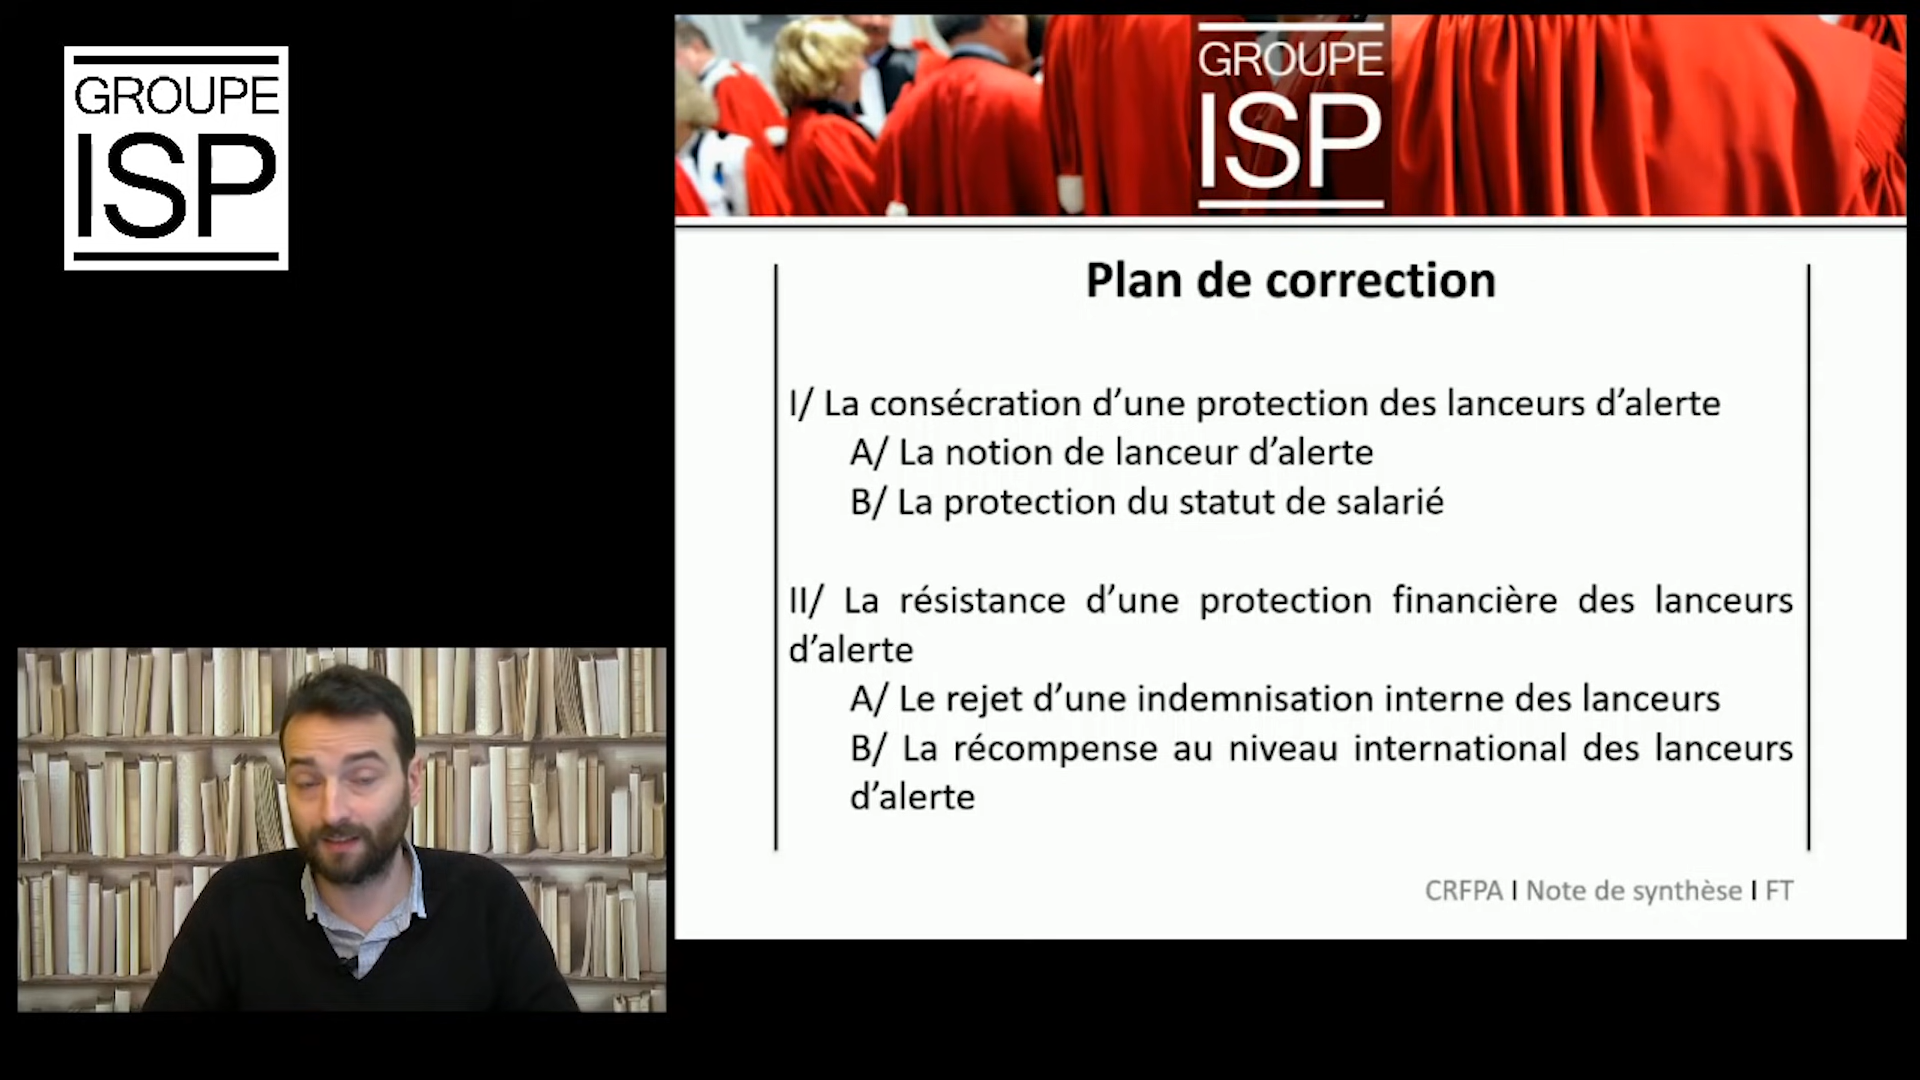 GROUPE
ISP
GROUPE
ISP
Plan de correction
I/ La consécration d’une protection des lanceurs d’alerte
A/ La notion de lanceur d’alerte
B/ La protection du statut de salarié
II/ La résistance d’une protection financière des lanceurs
d’alerte
A/ Le rejet d’une indemnisation interne des lanceurs
B/ La récompense au niveau international des lanceurs
d’alerte
CRFPA I Note de synthèse I FT